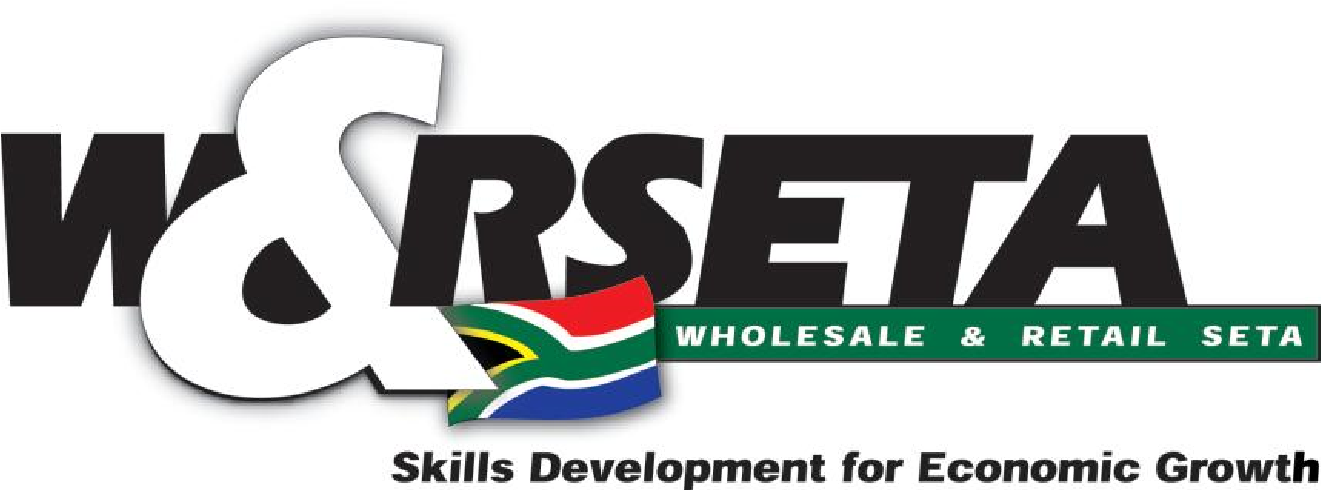 W&RSETA
WHOLESALE & RETAIL SETA
Skills Development for Economic Growth